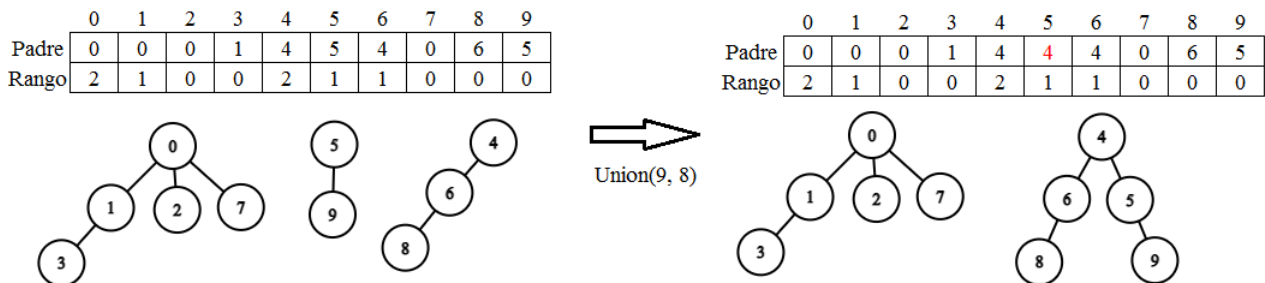 0 1 2 3 4 5 6 7 8 9
Padre 0 0 0 1 4 5 4 0 6 5
Rango 2 1 0 0 2 1 1 0 0 0
0 5 4
1 2 7 9 6
3 8
Union(9, 8)
0 1 2 3 4 5 6 7 8 9
Padre 0 0 0 1 4 4 4 0 6 5
Rango 2 1 0 0 2 1 1 0 0 0
0 4
1 2 7 6 5
3 8 9